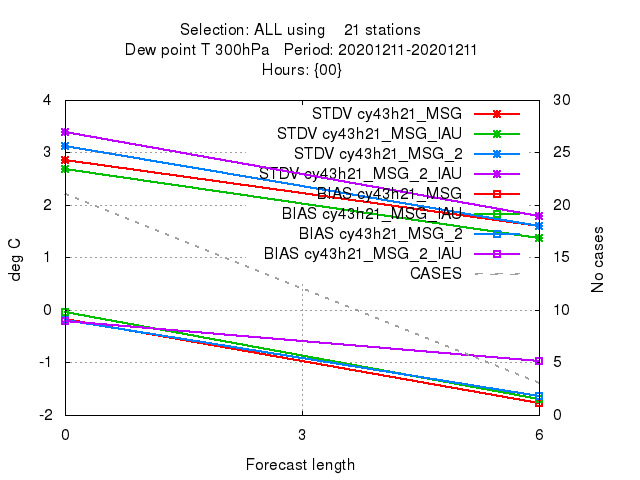 Selection: ALL using    21 stations
Dew point T 300hPa   Period: 20201211-20201211
Hours: {00}
4
3
2
1
0
-1
-2
deg C
STDV cy43h21_MSG
STDV cy43h21_MSG_IAU
STDV cy43h21_MSG_2
STDV cy43h21_MSG_2_IAU
BIAS cy43h21_MSG
BIAS cy43h21_MSG_IAU
BIAS cy43h21_MSG_2
BIAS cy43h21_MSG_2_IAU
CASES
30
25
20
15
10
5
0
No cases
0
3
6
Forecast length